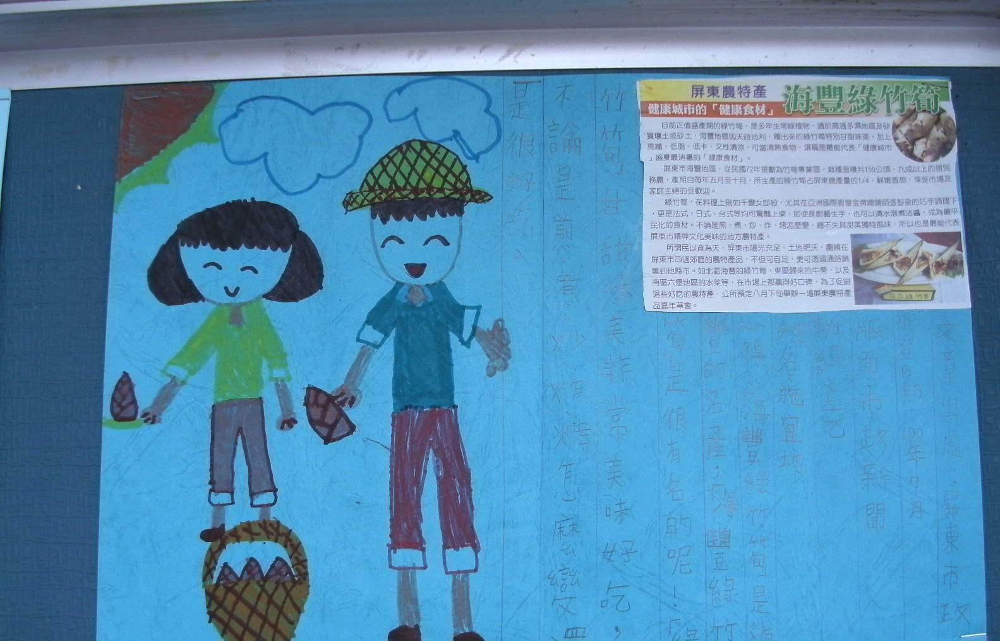 屏東農特產
海豐綠竹筍
健康城市的「健康食材」
目前正值盛產期的綠竹筍，是多年生常綠植物，適於高溫多濕地區及砂
質壤土或砂土，海豐地區因天時地利，種出來的綠竹筍特別甘甜味美，加上
高纖、低脂、低卡，又性清涼，可當清熱食物，堪稱是最能代表「健康城市
」盛夏最消暑的「健康食材」。
屏東市海豐地區，從民國72年規劃為竹筍專業區，栽種面積共150公頃，九成以上的居民
務農，產期自每年五月至十月，所生產的綠竹筍占屏東總產量的1/4，鮮嫩香甜，深受市場及
家庭主婦的受歡迎。
綠竹筍，在料理上則如千變女郎般，尤其在亞洲國際廚皇金牌總鋪師張智泉的巧手調理下
，更是法式、日式、台式等均可驚豔上桌，即使是廚藝生手，也可以清水滾煮沾醬，成為最平
民化的食材。不論是煎、煮、炒、炸、烤怎麼變，總不失其甜美獨特風味，所以也是最能代表
屏東市精神文化美味的地方農特產。
所謂民以食為天，屏東市陽光充足、土地肥沃，圍繞在
屏東市四週郊區的農特產品，不但可自足，更可透過通路銷
售到他縣市。如北區海豐的綠竹筍、東區歸來的牛蒡，以及
南區六塊地區的水菜等，在市場上都贏得好口碑，為了促銷
這些好吃的農特產，公所預定八月下旬舉辦一場屏東農特產
品嘉年華會。
文章出處：屏東市政
日期：100年7月
版面：市政新聞
班級：
姓名：施宜
「海豐綠竹筍」是海
豐的名產，「海豐綠竹
筍」是很有名的呢！「綠
竹筍」甘甜味美非常美味好吃，
不論是煎煮炒炸烤怎麼變
是很好吃。